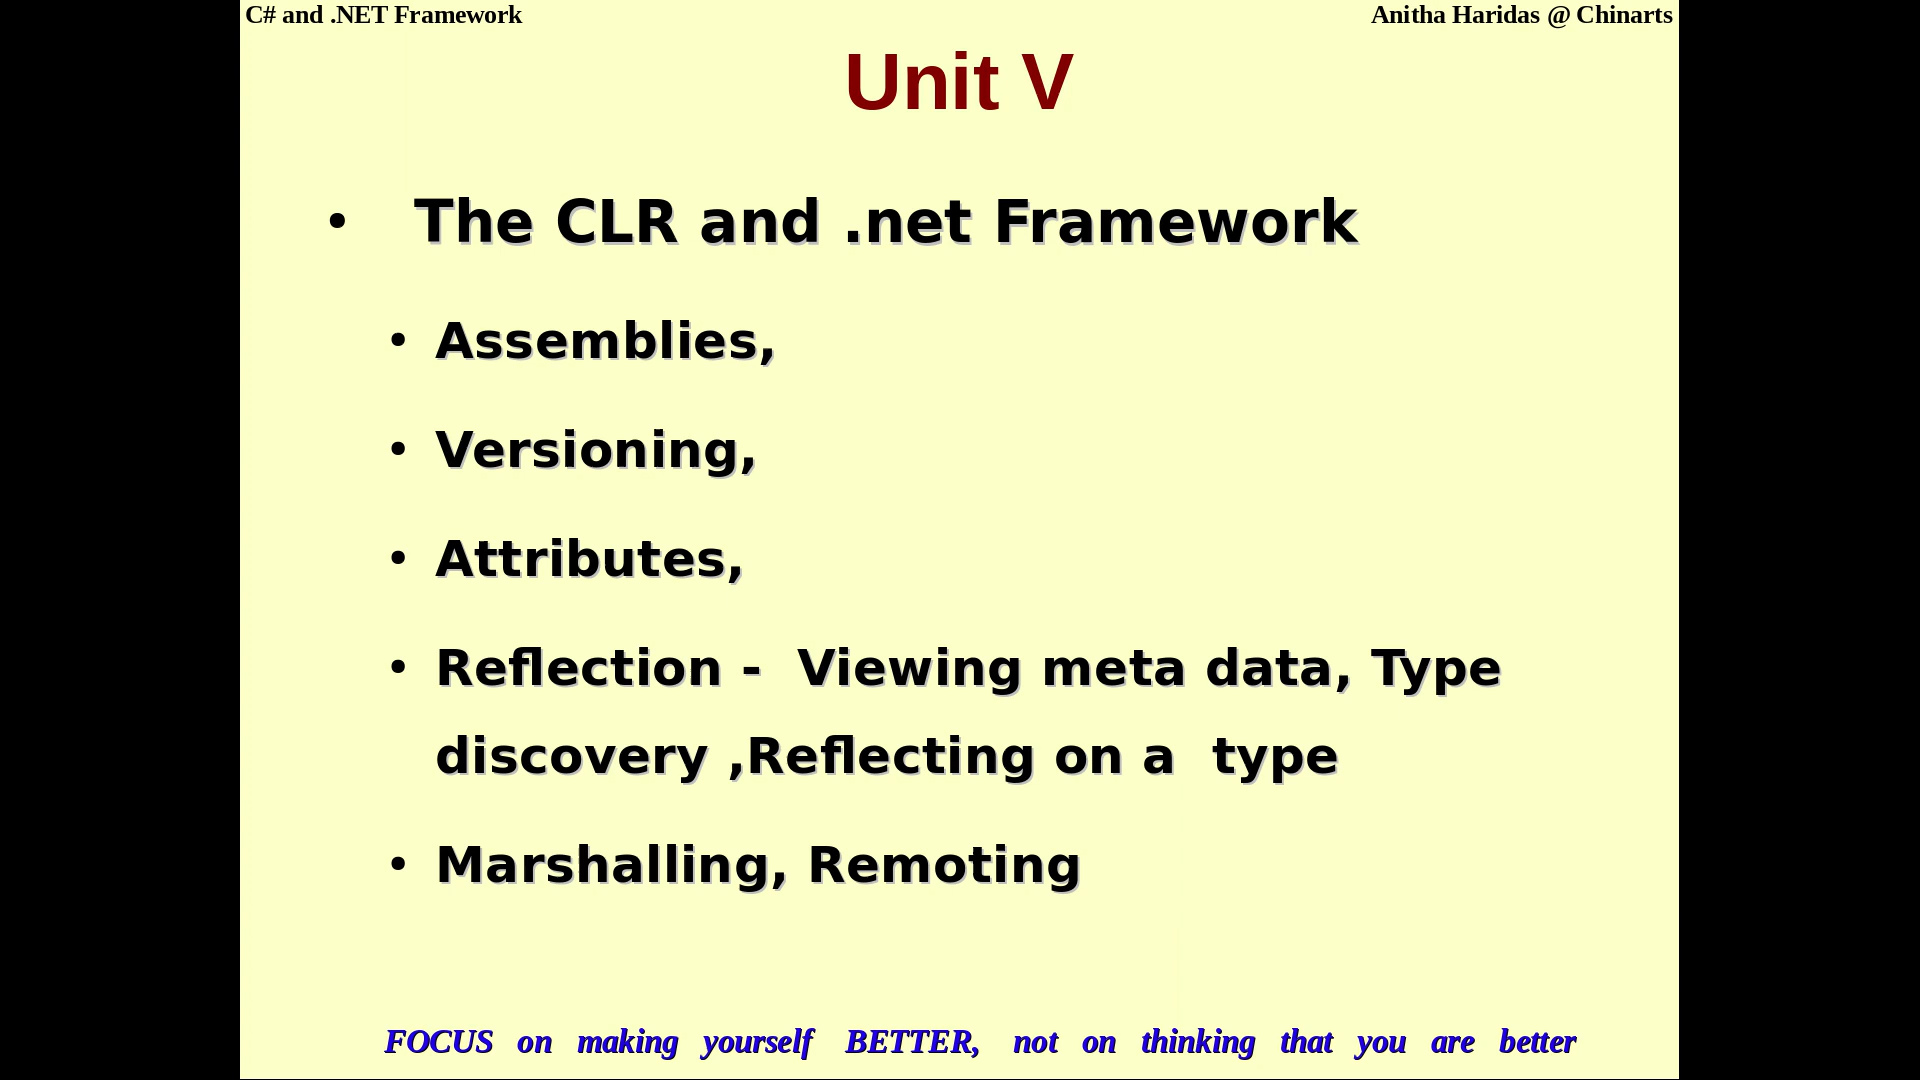 C# and .NET Framework
Anitha Haridas @ Chinarts
Unit V
• The CLR and .net Framework
• Assemblies,
• Versioning,
• Attributes,
• Reflection -  Viewing meta data, Type
discovery ,Reflecting on a  type
• Marshalling, Remoting
FOCUS on making yourself BETTER, not on thinking that you are better